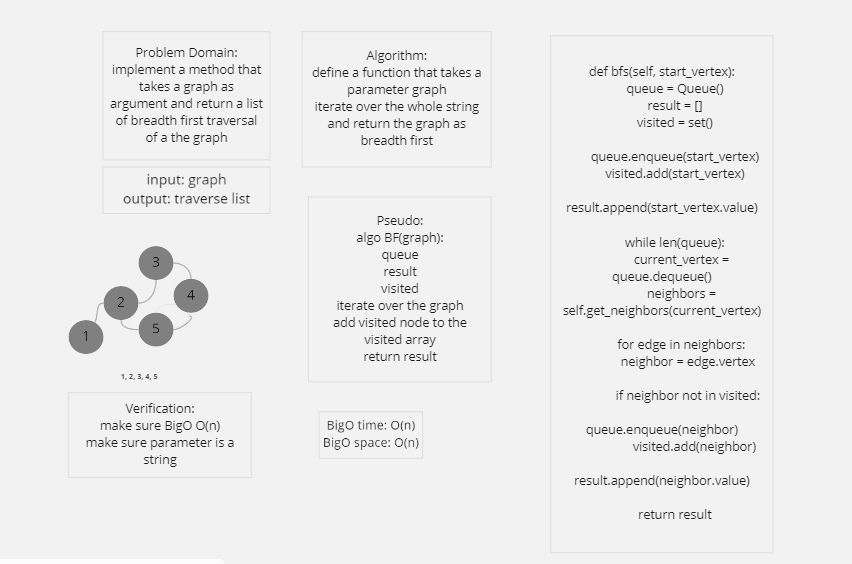 Problem Domain:
implement a method that
takes a graph as
argument and return a list
of breadth first traversal
of a the graph
input: graph
output: traverse list
3
2
4
5
1
1, 2, 3, 4, 5
Verification:
make sure BigO O(n)
make sure parameter is a
string
Algorithm:
define a function that takes a
parameter graph
iterate over the whole string
and return the graph as
breadth first
Pseudo:
algo BF(graph):
queue
result
visited
iterate over the graph
add visited node to the
visited array
return result
BigO time: O(n)
BigO space: O(n)
def bfs(self, start_vertex):
queue = Queue()
result = []
visited = set()
queue.enqueue(start_vertex)
visited.add(start_vertex)
result.append(start_vertex.value)
while len(queue):
current_vertex =
queue.dequeue()
neighbors =
self.get_neighbors(current_vertex)
for edge in neighbors:
neighbor = edge.vertex
if neighbor not in visited:
queue.enqueue(neighbor)
visited.add(neighbor)
result.append(neighbor.value)
return result